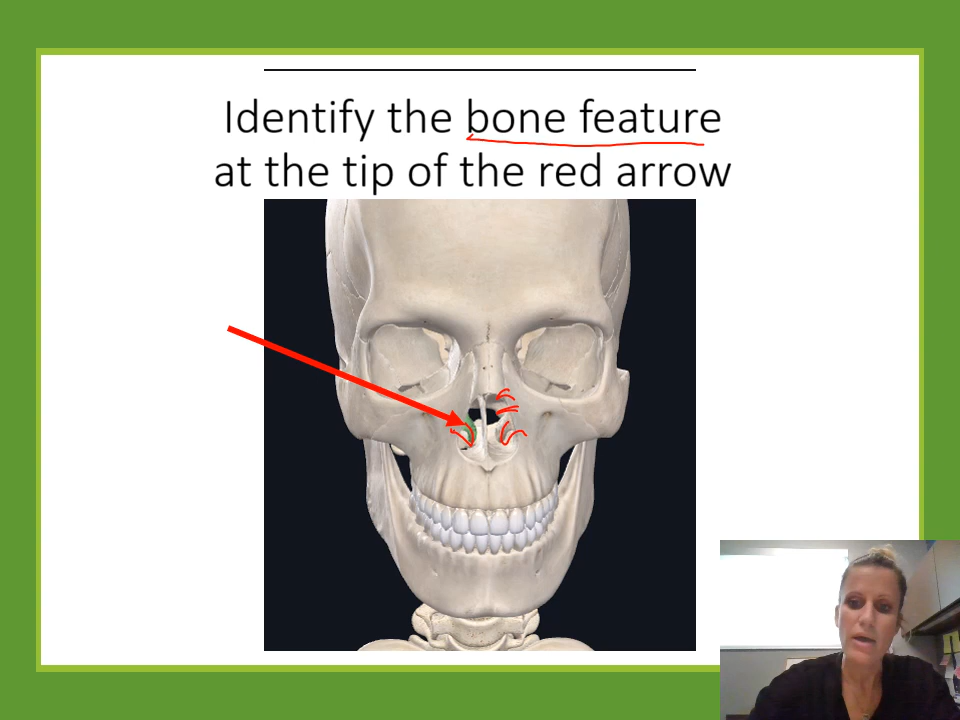 Identify the bone feature
at the tip of the red arrow